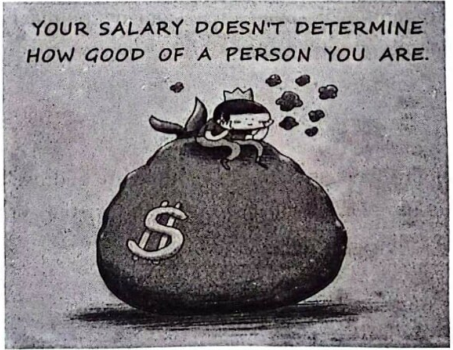 YOUR SALARY DOESN'T DETERMINE
HOW GOOD OF A PERSON YOU ARE.
$